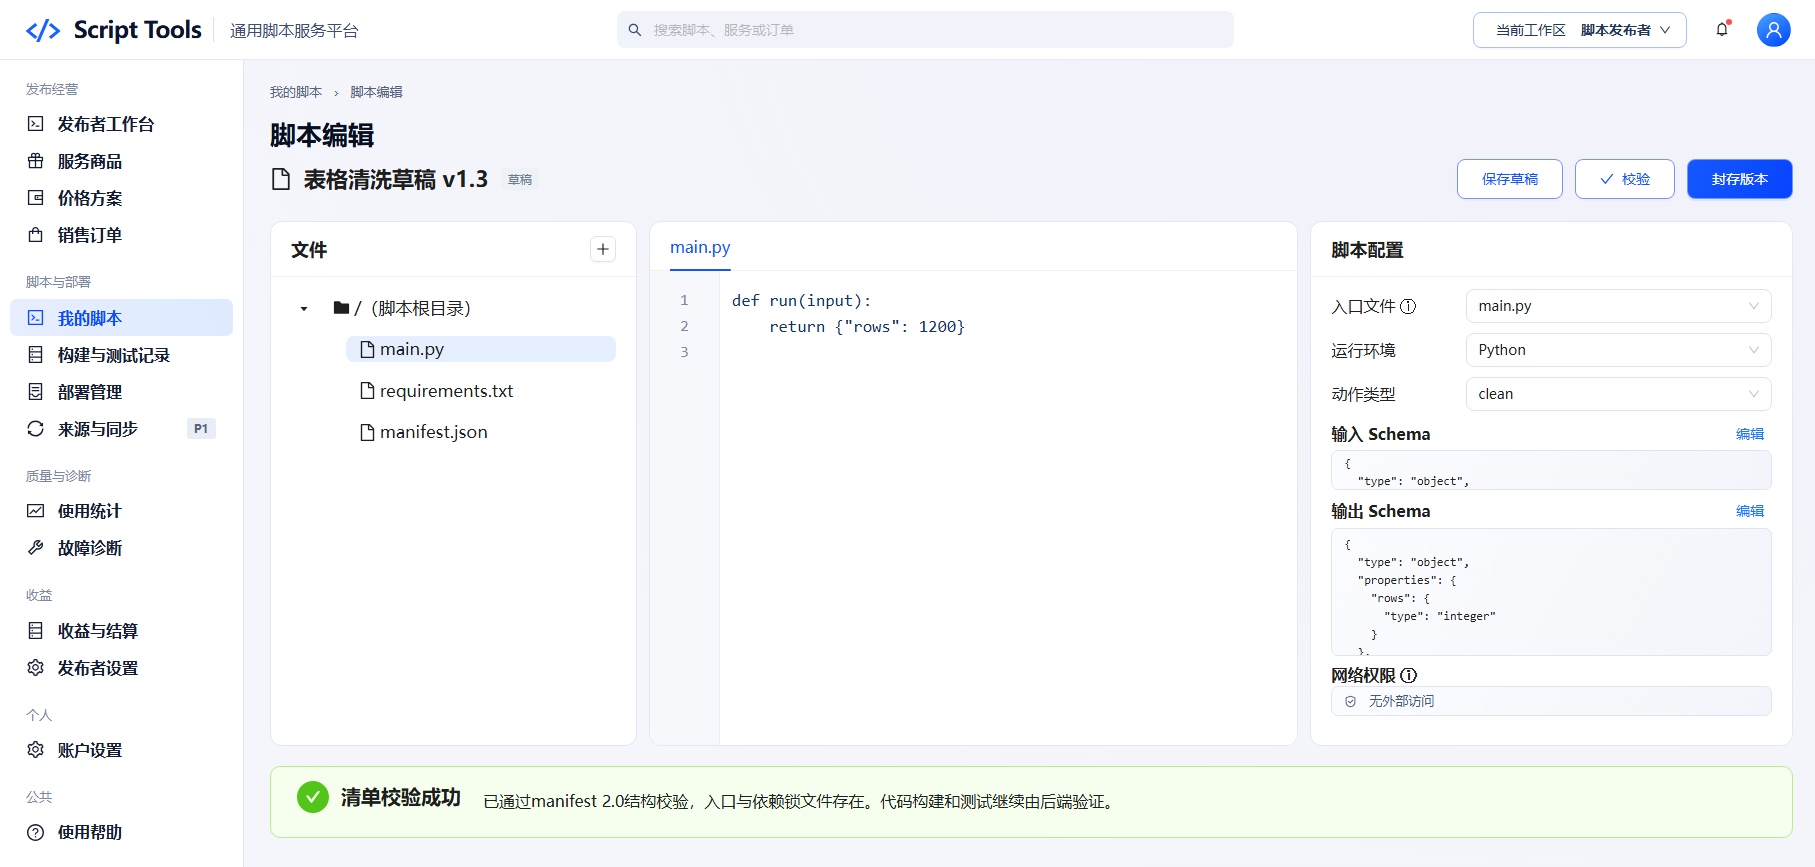 </> Script Tools
通用脚本服务平台
搜索脚本、服务或订单
当前工作区 脚本发布者
发布经营
发布者工作台
服务商品
价格方案
销售订单
脚本与部署
我的脚本
构建与测试记录
部署管理
来源与同步 P1
质量与诊断
使用统计
故障诊断
收益
收益与结算
发布者设置
个人
账户设置
公共
使用帮助
我的脚本 › 脚本编辑
脚本编辑
表格清洗草稿 v1.3 草稿
保存草稿
校验
封存版本
文件
/（脚本根目录）
main.py
requirements.txt
manifest.json
main.py
1 def run(input):
2     return {"rows": 1200}
3
脚本配置
入口文件 main.py
运行环境 Python
动作类型 clean
输入 Schema 编辑
{
  "type": "object",
输出 Schema 编辑
{
  "type": "object",
  "properties": {
    "rows": {
      "type": "integer"
    }
  },
网络权限
无外部访问
清单校验成功 已通过manifest 2.0结构校验，入口与依赖锁文件存在。代码构建和测试继续由后端验证。